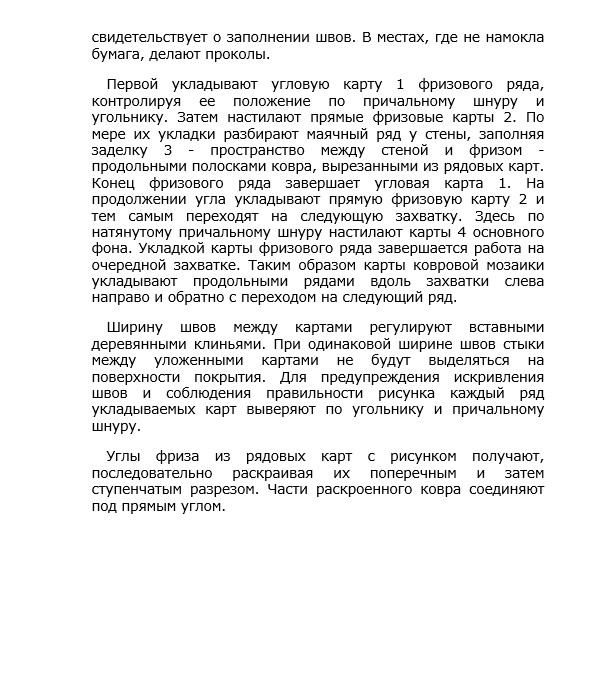 свидетельствует о заполнении швов. В местах, где не намокла
бумага, делают проколы.
Первой укладывают угловую карту 1 фризового ряда,
контролируя ее положение по причальному шнуру и
угольнику. Затем настилают прямые фризовые карты 2. По
мере их укладки разбирают маячный ряд у стены, заполняя
заделку 3 - пространство между стеной и фризом -
продольными полосками ковра, вырезанными из рядовых карт.
Конец фризового ряда завершает угловая карта 1. На
продолжении угла укладывают прямую фризовую карту 2 и
тем самым переходят на следующую захватку. Здесь по
натянутому причальному шнуру настилают карты 4 основного
фона. Укладкой карты фризового ряда завершается работа на
очередной захватке. Таким образом карты ковровой мозаики
укладывают продольными рядами вдоль захватки слева
направо и обратно с переходом на следующий ряд.
Ширину швов между картами регулируют вставными
деревянными клиньями. При одинаковой ширине швов стыки
между уложенными картами не будут выделяться на
поверхности покрытия. Для предупреждения искривления
швов и соблюдения правильности рисунка каждый ряд
укладываемых карт выверяют по угольнику и причальному
шнуру.
Углы фриза из рядовых карт с рисунком получают,
последовательно раскраивая их поперечным и затем
ступенчатым разрезом. Части раскроенного ковра соединяют
под прямым углом.